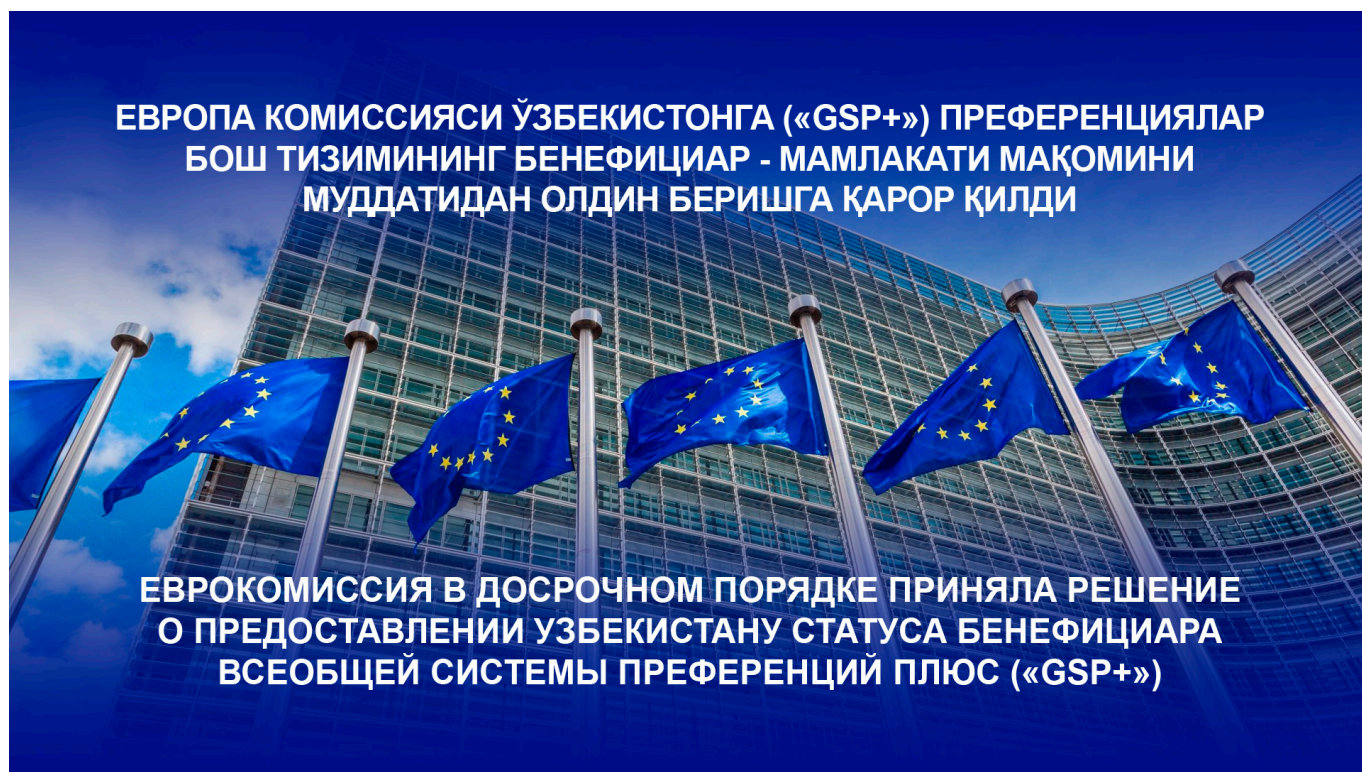 ЕВРОПА КОМИССИЯСИ ЎЗБЕКИСТОНГА («GSP+») ПРЕФЕРЕНЦИЯЛАР
БОШ ТИЗИМИНИНГ БЕНЕФИЦИАР - МАМЛАКАТИ МАҚОМИНИ
МУДДАТИДАН ОЛДИН БЕРИШГА ҚАРОР ҚИЛДИ
ЕВРОКОМИССИЯ В ДОСРОЧНОМ ПОРЯДКЕ ПРИНЯЛА РЕШЕНИЕ
О ПРЕДОСТАВЛЕНИИ УЗБЕКИСТАНУ СТАТУСА БЕНЕФИЦИАРА
ВСЕОБЩЕЙ СИСТЕМЫ ПРЕФЕРЕНЦИЙ ПЛЮС («GSP+»)